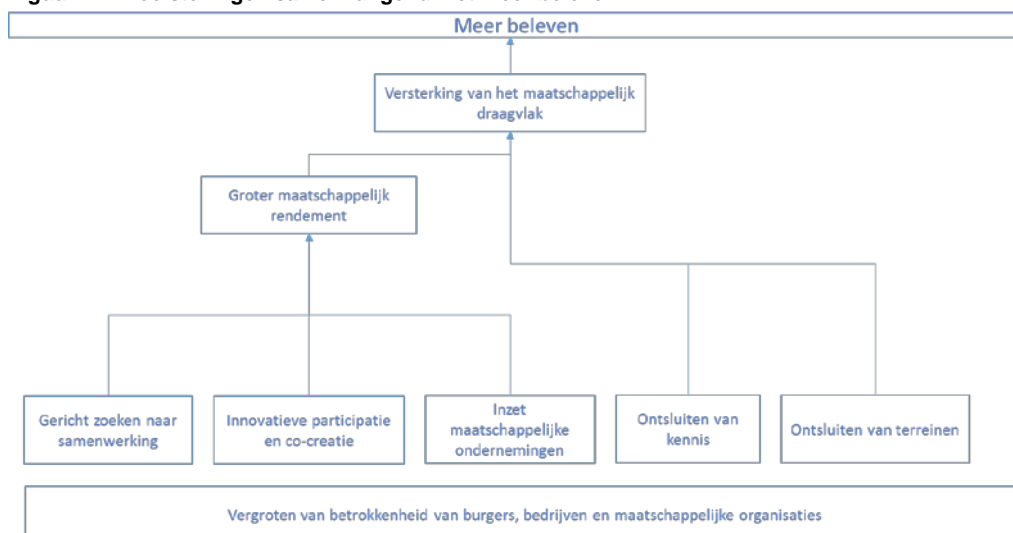 Meer beleven
Versterking van het maatschappelijk
draagvlak
Groter maatschappelijk
rendement
Gericht zoeken naar
samenwerking
Innovatieve participatie
en co-creatie
Inzet
maatschappelijke
ondernemingen
Ontsluiten van
kennis
Ontsluiten van terreinen
Vergroten van betrokkenheid van burgers, bedrijven en maatschappelijke organisaties